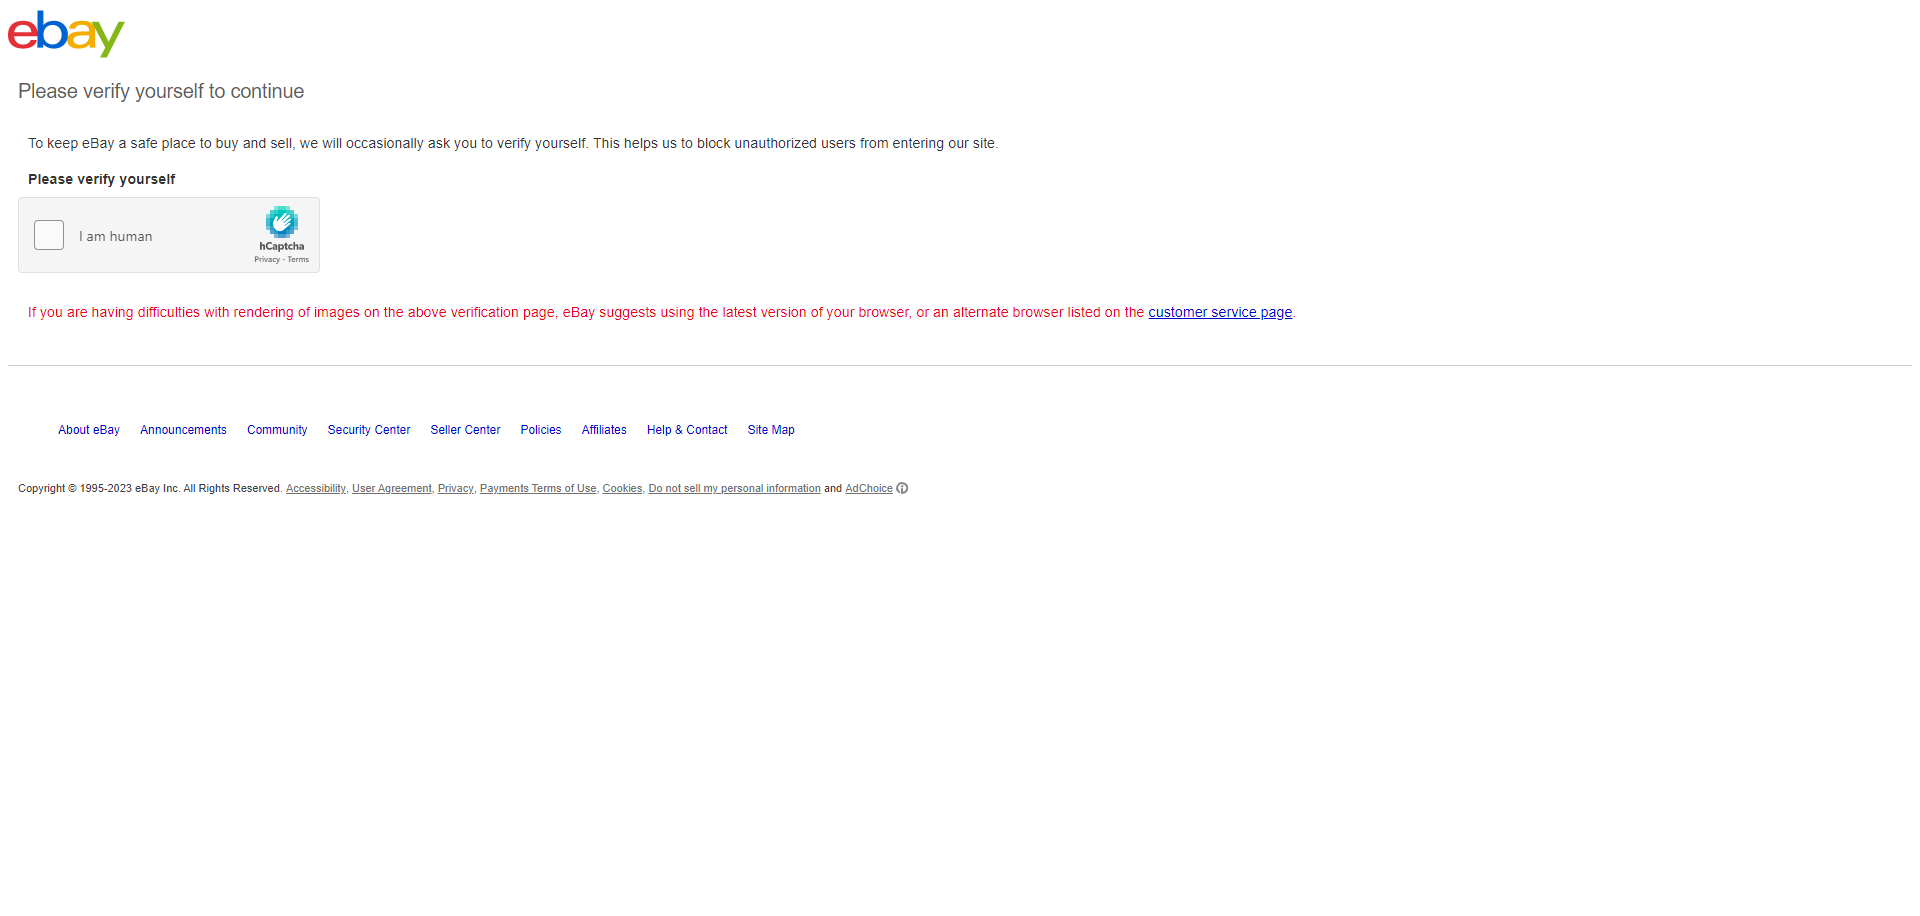 ebay
Please verify yourself to continue
To keep eBay a safe place to buy and sell, we will occasionally ask you to verify yourself. This helps us to block unauthorized users from entering our site.
Please verify yourself
I am human
hCaptcha
Privacy - Terms
If you are having difficulties with rendering of images on the above verification page, eBay suggests using the latest version of your browser, or an alternate browser listed on the customer service page.
About eBay Announcements Community Security Center Seller Center Policies Affiliates Help & Contact Site Map
Copyright © 1995-2023 eBay Inc. All Rights Reserved. Accessibility, User Agreement, Privacy, Payments Terms of Use, Cookies, Do not sell my personal information and AdChoice